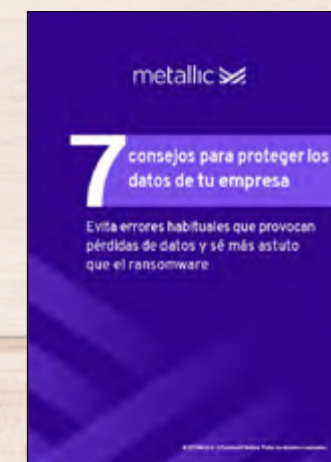 metallic
7
consejos para proteger los
datos de tu empresa
Evita errores habituales que provocan
pérdidas de datos y sé más astuto
que el ransomware